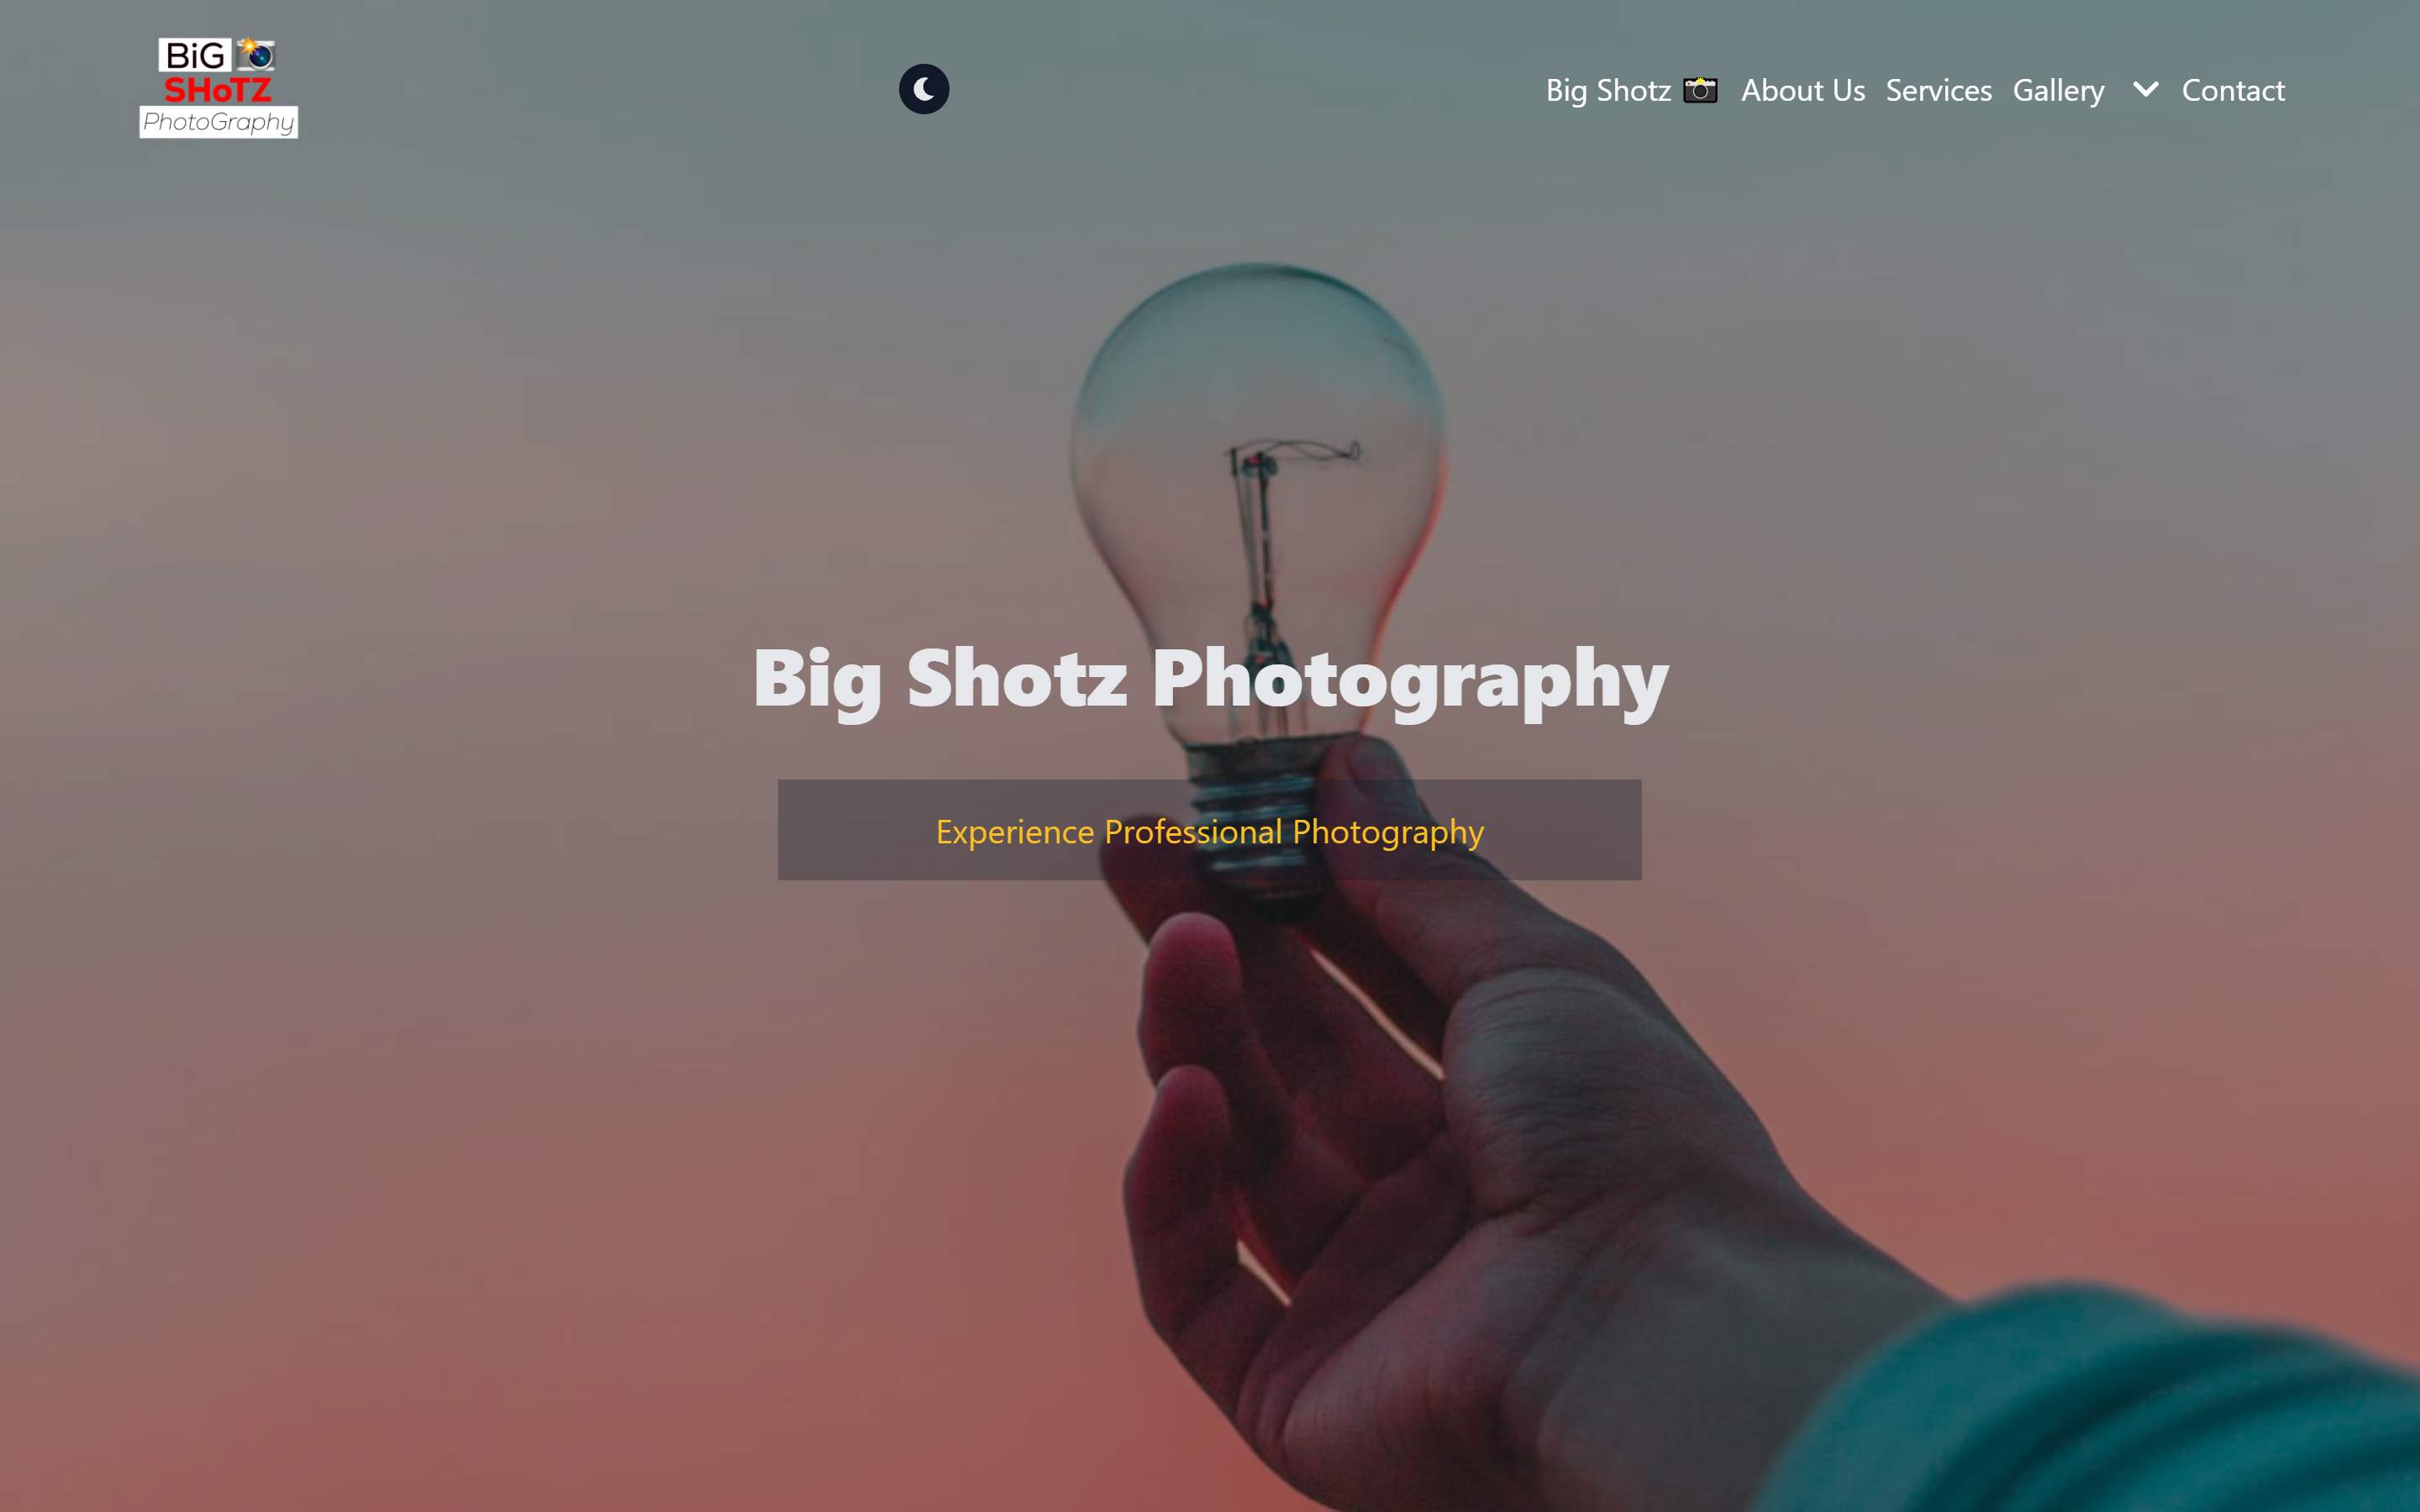 BiG
SHoTZ
PhotoGraphy
Big Shotz 📸 About Us Services Gallery Contact
Big Shotz Photography
Experience Professional Photography